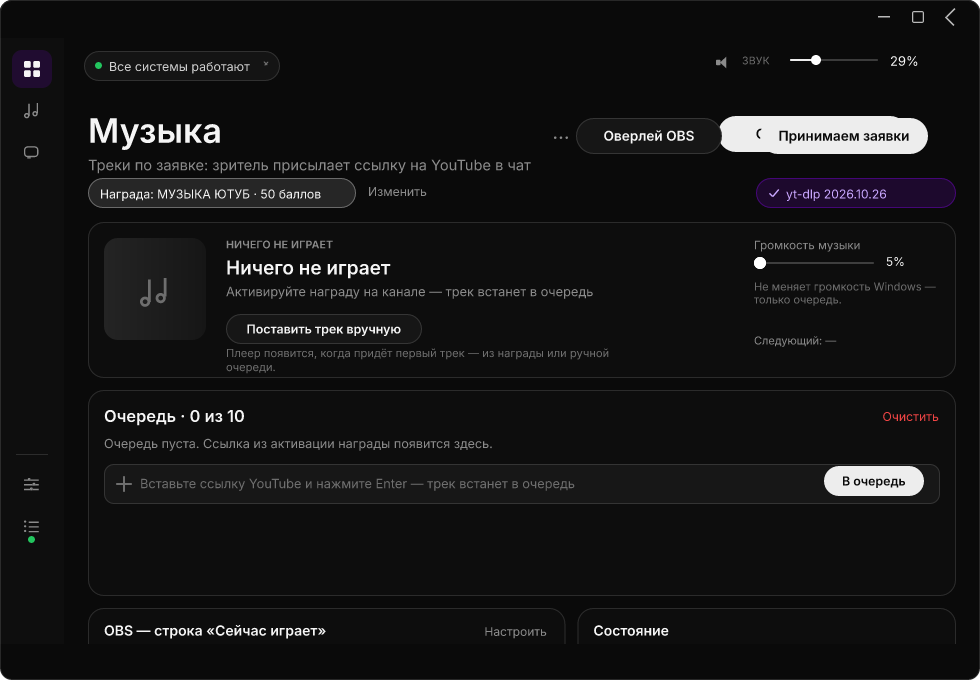 Все системы работают
ЗВУК
29%
Музыка
Оверлей OBS
Принимаем заявки
Треки по заявке: зритель присылает ссылку на YouTube в чат
Награда: МУЗЫКА ЮТУБ · 50 баллов
Изменить
yt-dlp 2026.10.26
НИЧЕГО НЕ ИГРАЕТ
Ничего не играет
Активируйте награду на канале — трек встанет в очередь
Поставить трек вручную
Плеер появится, когда придёт первый трек — из награды или ручной
очереди.
Громкость музыки
5%
Не меняет громкость Windows —
только очередь.
Следующий: —
Очередь · 0 из 10
Очистить
Очередь пуста. Ссылка из активации награды появится здесь.
Вставьте ссылку YouTube и нажмите Enter — трек встанет в очередь
В очередь
OBS — строка «Сейчас играет»
Настроить
Состояние